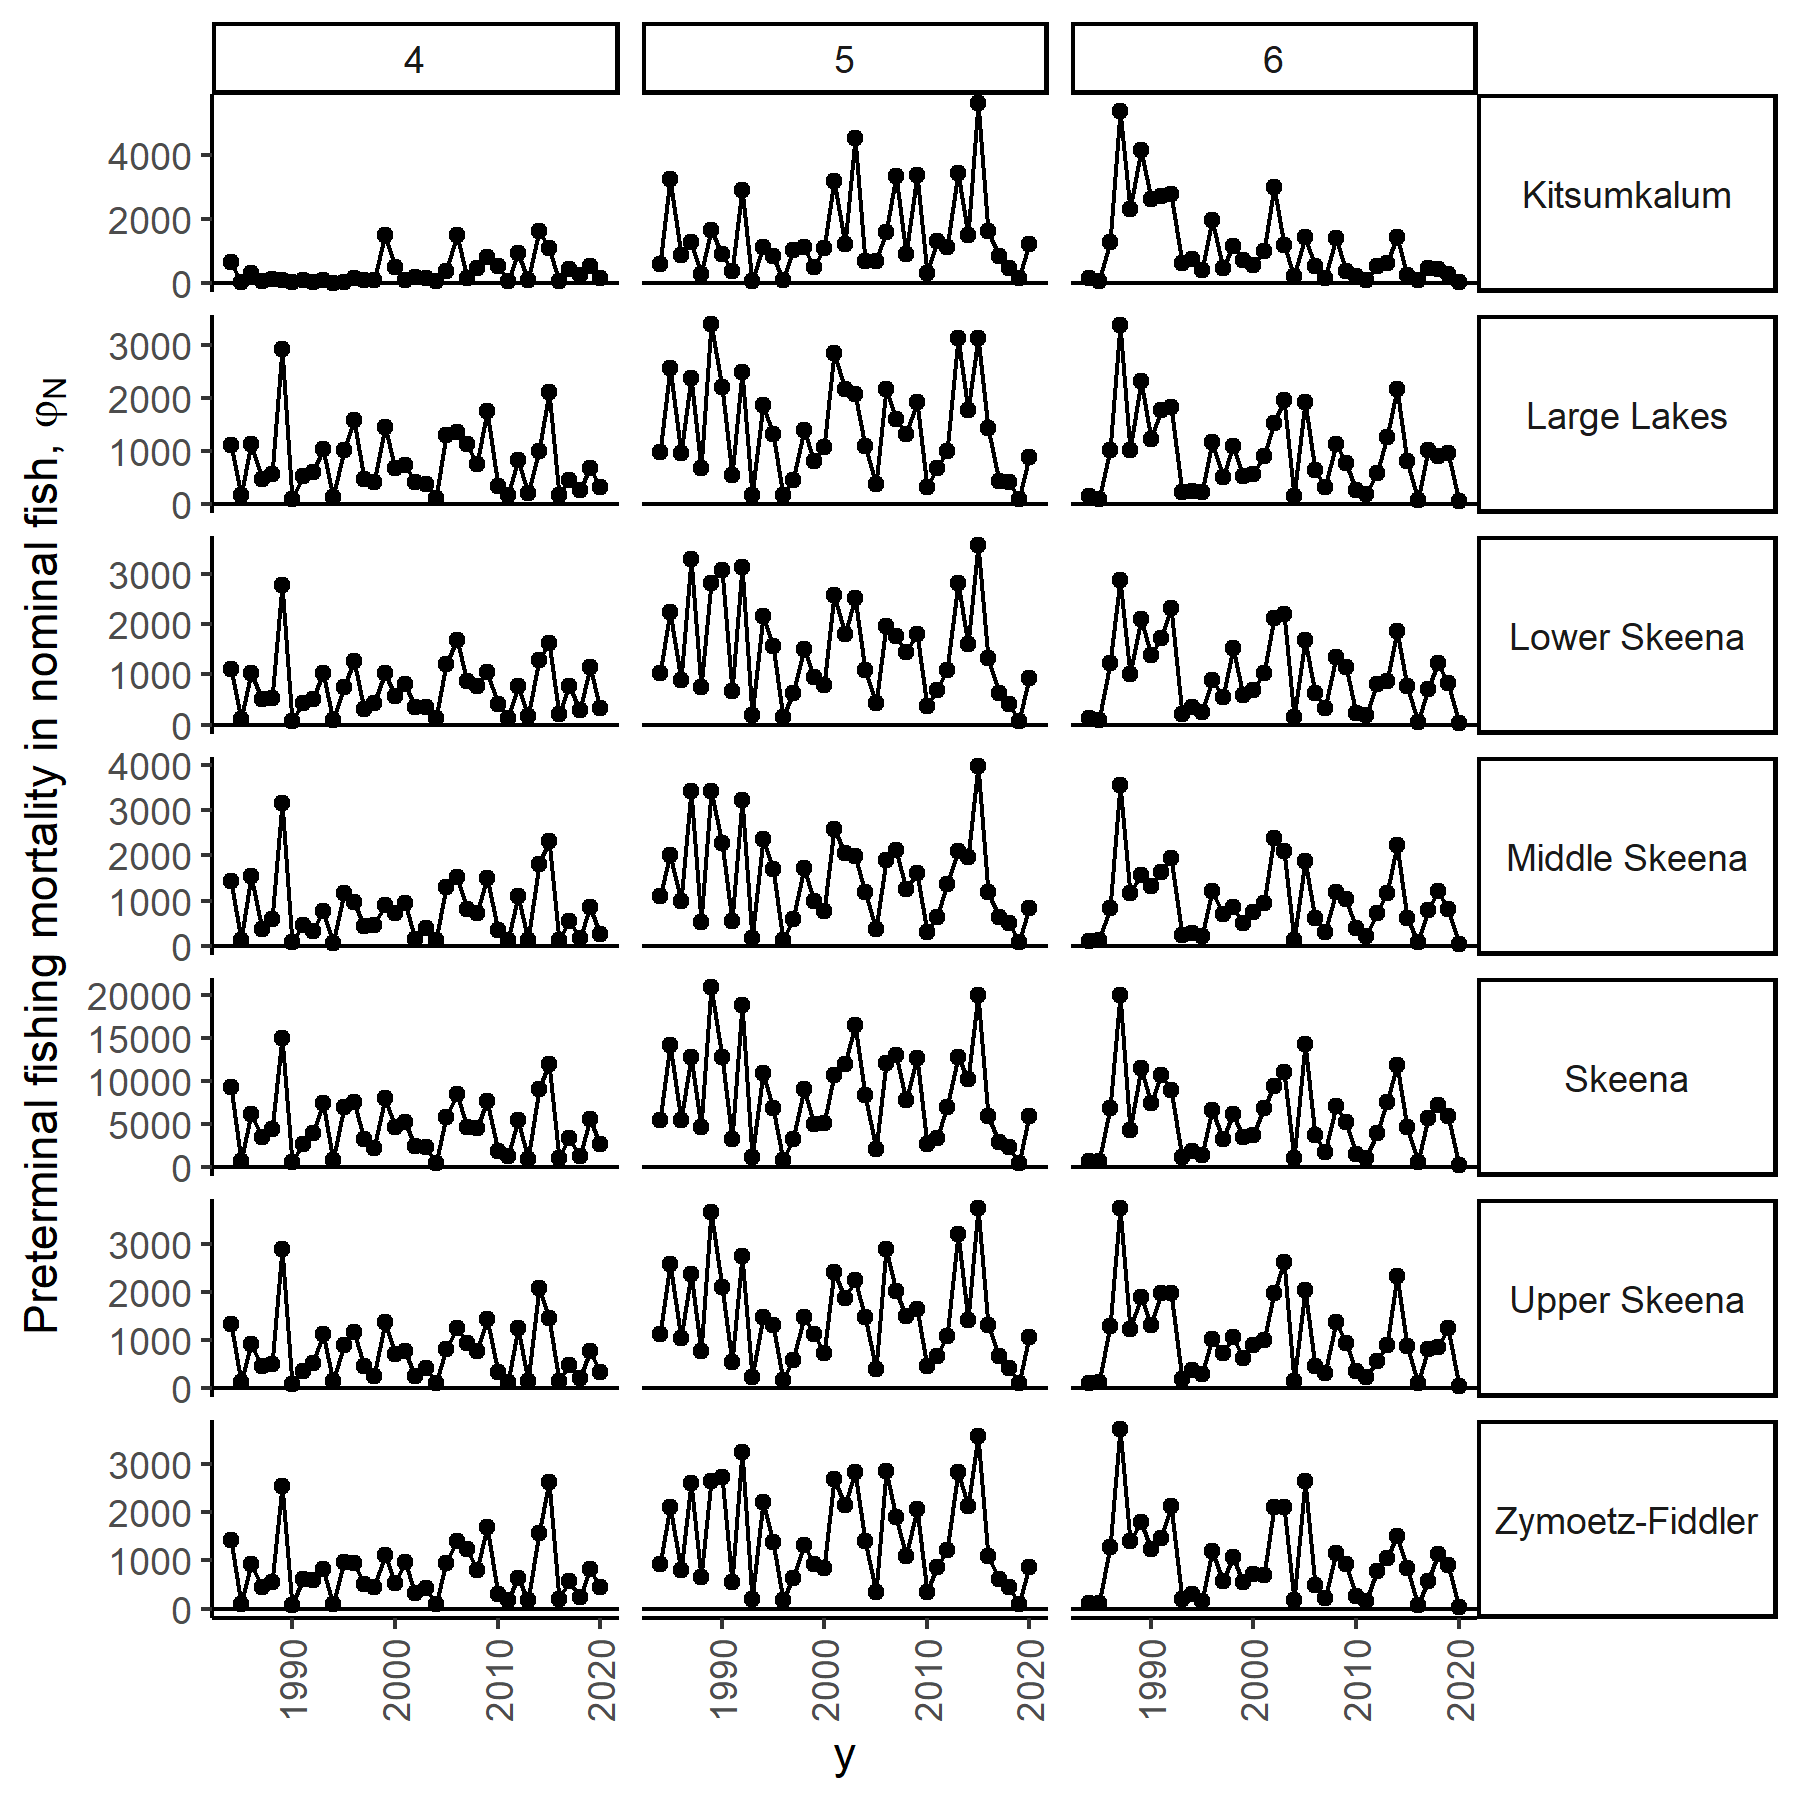 4 5 6
Preterminal fishing mortality in nominal fish, φN
4000
2000
0
Kitsumkalum
3000
2000
1000
0
Large Lakes
3000
2000
1000
0
Lower Skeena
4000
3000
2000
1000
0
Middle Skeena
20000
15000
10000
5000
0
Skeena
3000
2000
1000
0
Upper Skeena
3000
2000
1000
0
Zymoetz-Fiddler
1990 2000 2010 2020 1990 2000 2010 2020 1990 2000 2010 2020
y